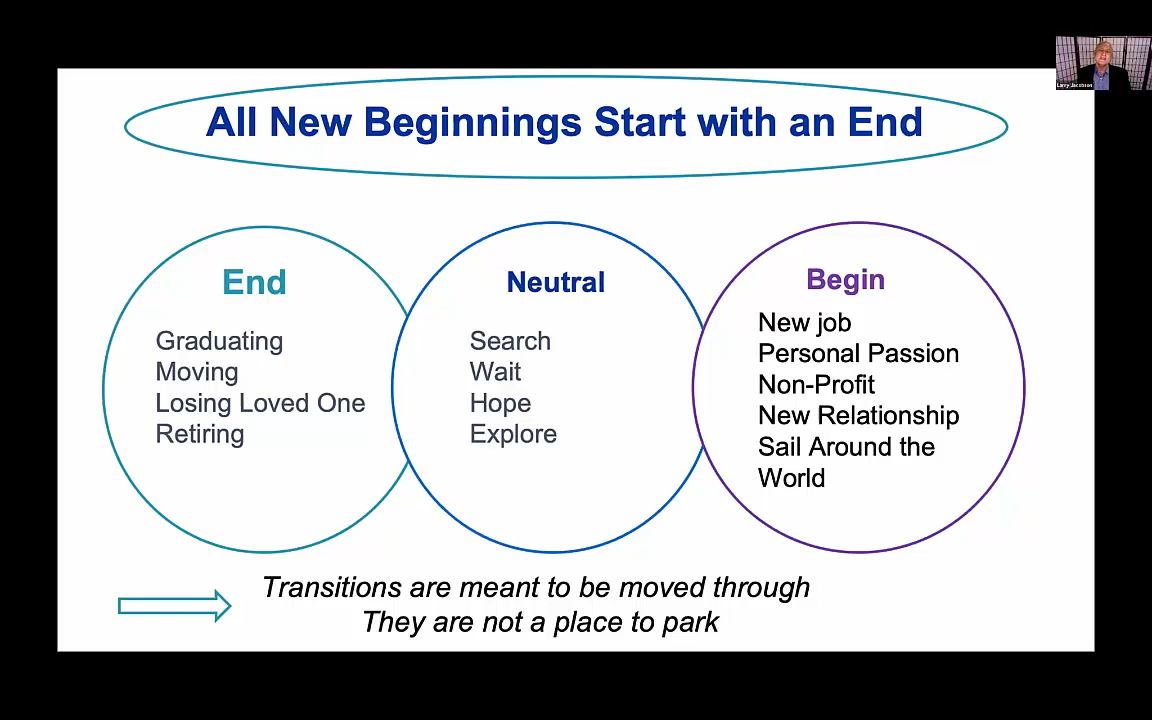 All New Beginnings Start with an End
Larry Jacobson
End
Graduating
Moving
Losing Loved One
Retiring
Neutral
Search
Wait
Hope
Explore
Begin
New job
Personal Passion
Non-Profit
New Relationship
Sail Around the
World
Transitions are meant to be moved through
They are not a place to park